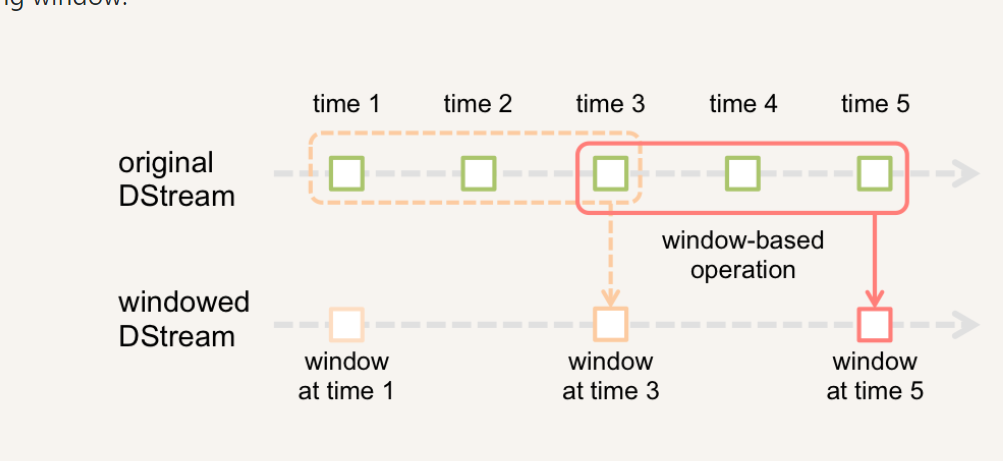 ng window.
time 1 time 2 time 3 time 4 time 5
original
DStream
window-based
operation
windowed
DStream
window window window
at time 1 at time 3 at time 5